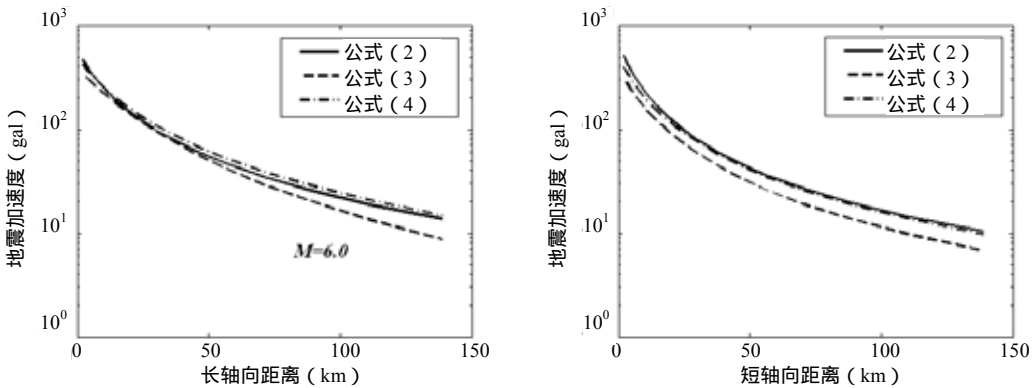 10³
10²
10¹
10⁰
地震加速度（gal）
公式（2）
公式（3）
公式（4）
M=6.0
0
50
100
150
长轴向距离（km）
10³
10²
10¹
10⁰
地震加速度（gal）
公式（2）
公式（3）
公式（4）
0
50
100
150
短轴向距离（km）